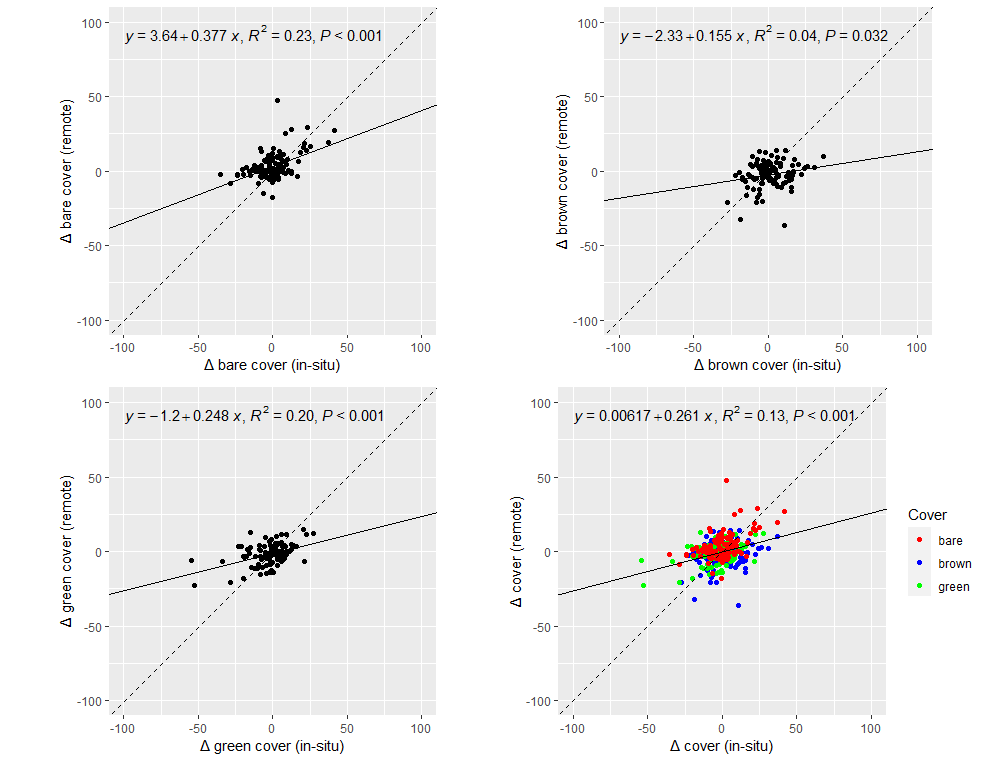 y = 3.64 + 0.377 x, R² = 0.23, P < 0.001
100
50
0
-50
-100
Δ bare cover (remote)
-100 -50 0 50 100
Δ bare cover (in-situ)
y = −2.33 + 0.155 x, R² = 0.04, P = 0.032
100
50
0
-50
-100
Δ brown cover (remote)
-100 -50 0 50 100
Δ brown cover (in-situ)
y = −1.2 + 0.248 x, R² = 0.20, P < 0.001
100
50
0
-50
-100
Δ green cover (remote)
-100 -50 0 50 100
Δ green cover (in-situ)
y = 0.00617 + 0.261 x, R² = 0.13, P < 0.001
100
50
0
-50
-100
Δ cover (remote)
-100 -50 0 50 100
Δ cover (in-situ)
Cover
bare
brown
green